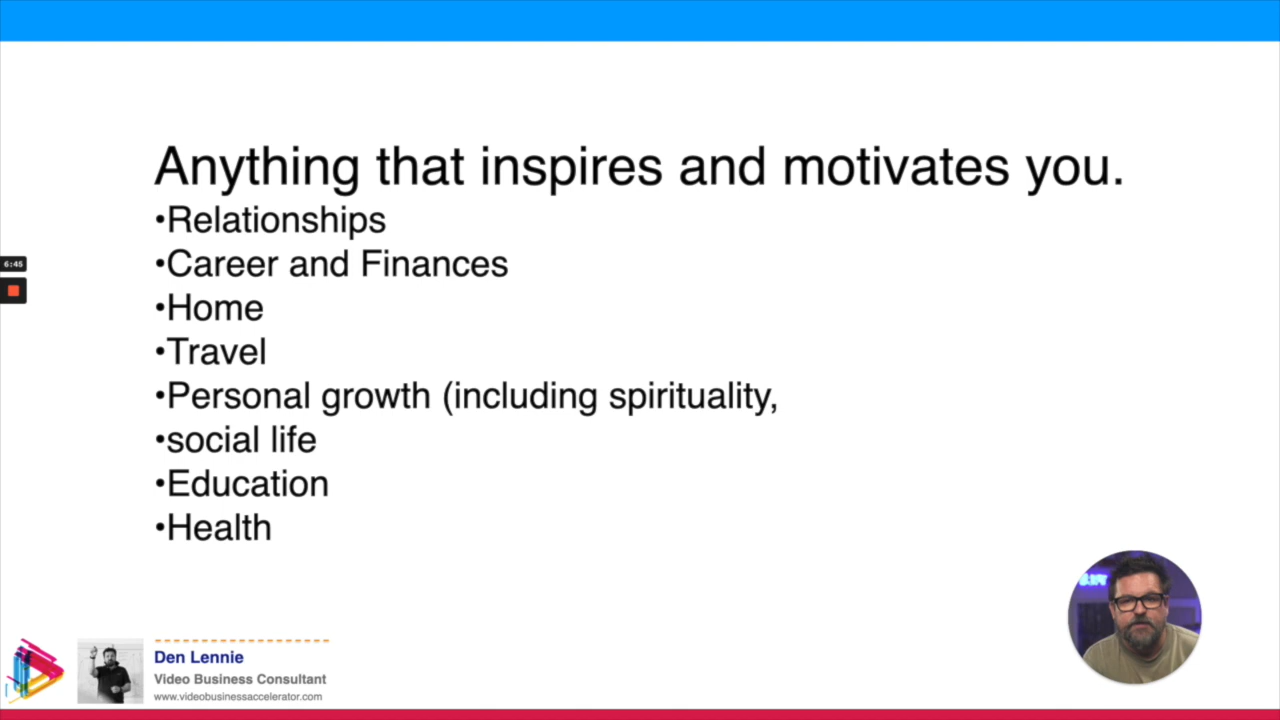 Anything that inspires and motivates you.
•Relationships
•Career and Finances
•Home
•Travel
•Personal growth (including spirituality,
•social life
•Education
•Health
6:45
Den Lennie
Video Business Consultant
www.videobusinessaccelerator.com